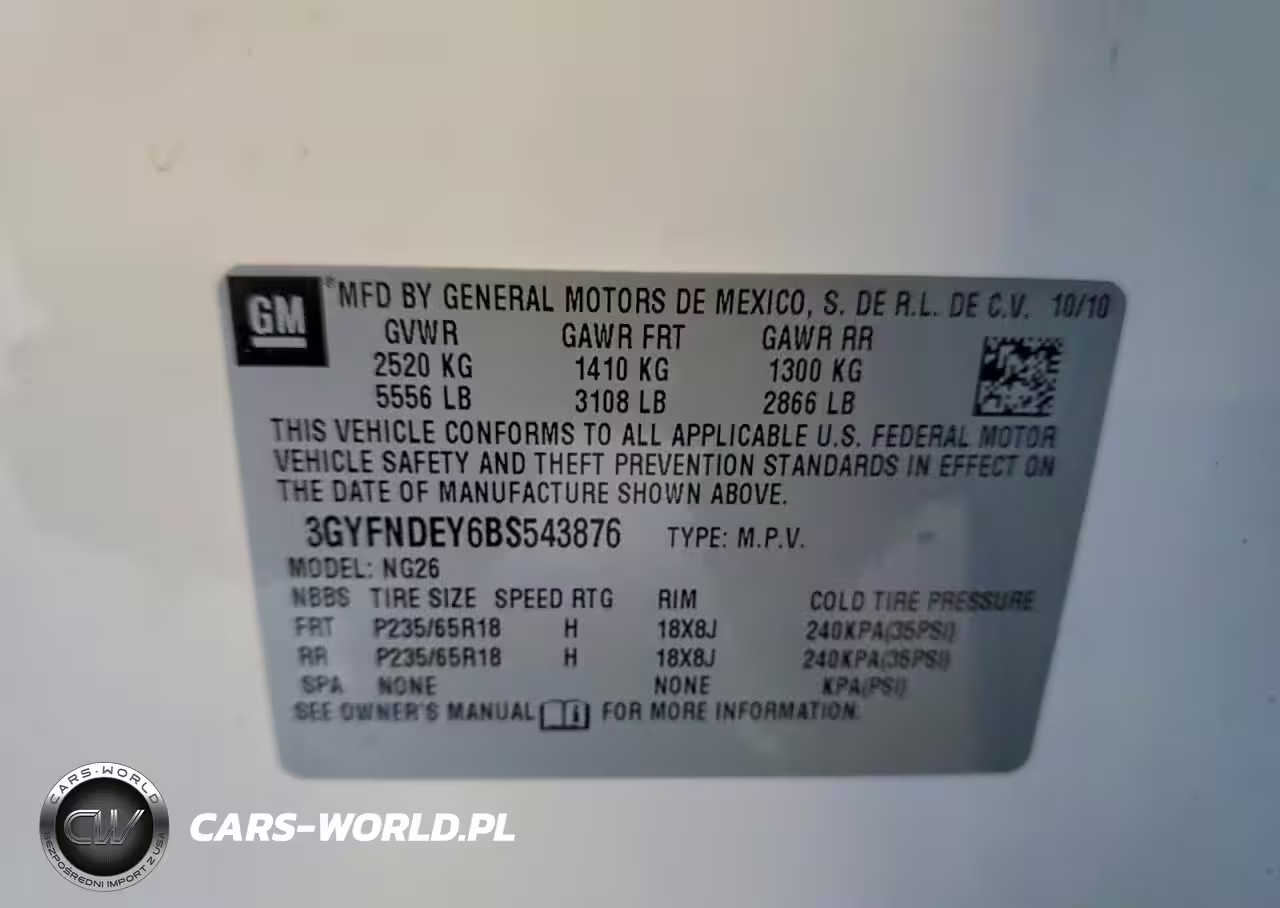 GM
®MFD BY GENERAL MOTORS DE MEXICO, S. DE R.L. DE C.V. 10/10
GVWR GAWR FRT GAWR RR
2520 KG 1410 KG 1300 KG
5556 LB 3108 LB 2866 LB
THIS VEHICLE CONFORMS TO ALL APPLICABLE U.S. FEDERAL MOTOR
VEHICLE SAFETY AND THEFT PREVENTION STANDARDS IN EFFECT ON
THE DATE OF MANUFACTURE SHOWN ABOVE.
3GYFNDEY6BS543876 TYPE: M.P.V.
MODEL: NG26
NBBS TIRE SIZE SPEED RTG RIM COLD TIRE PRESSURE
FRT P235/65R18 H 18X8J 240KPA(35PSI)
RR P235/65R18 H 18X8J 240KPA(35PSI)
SPA NONE NONE KPA(PSI)
SEE OWNER'S MANUAL i FOR MORE INFORMATION.
CARS-WORLD
CW
BEZPOŚREDNI IMPORT Z USA
CARS-WORLD.PL